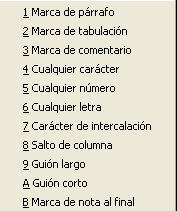 1 Marca de párrafo
2 Marca de tabulación
3 Marca de comentario
4 Cualquier carácter
5 Cualquier número
6 Cualquier letra
7 Carácter de intercalación
8 Salto de columna
9 Guión largo
A Guión corto
B Marca de nota al final